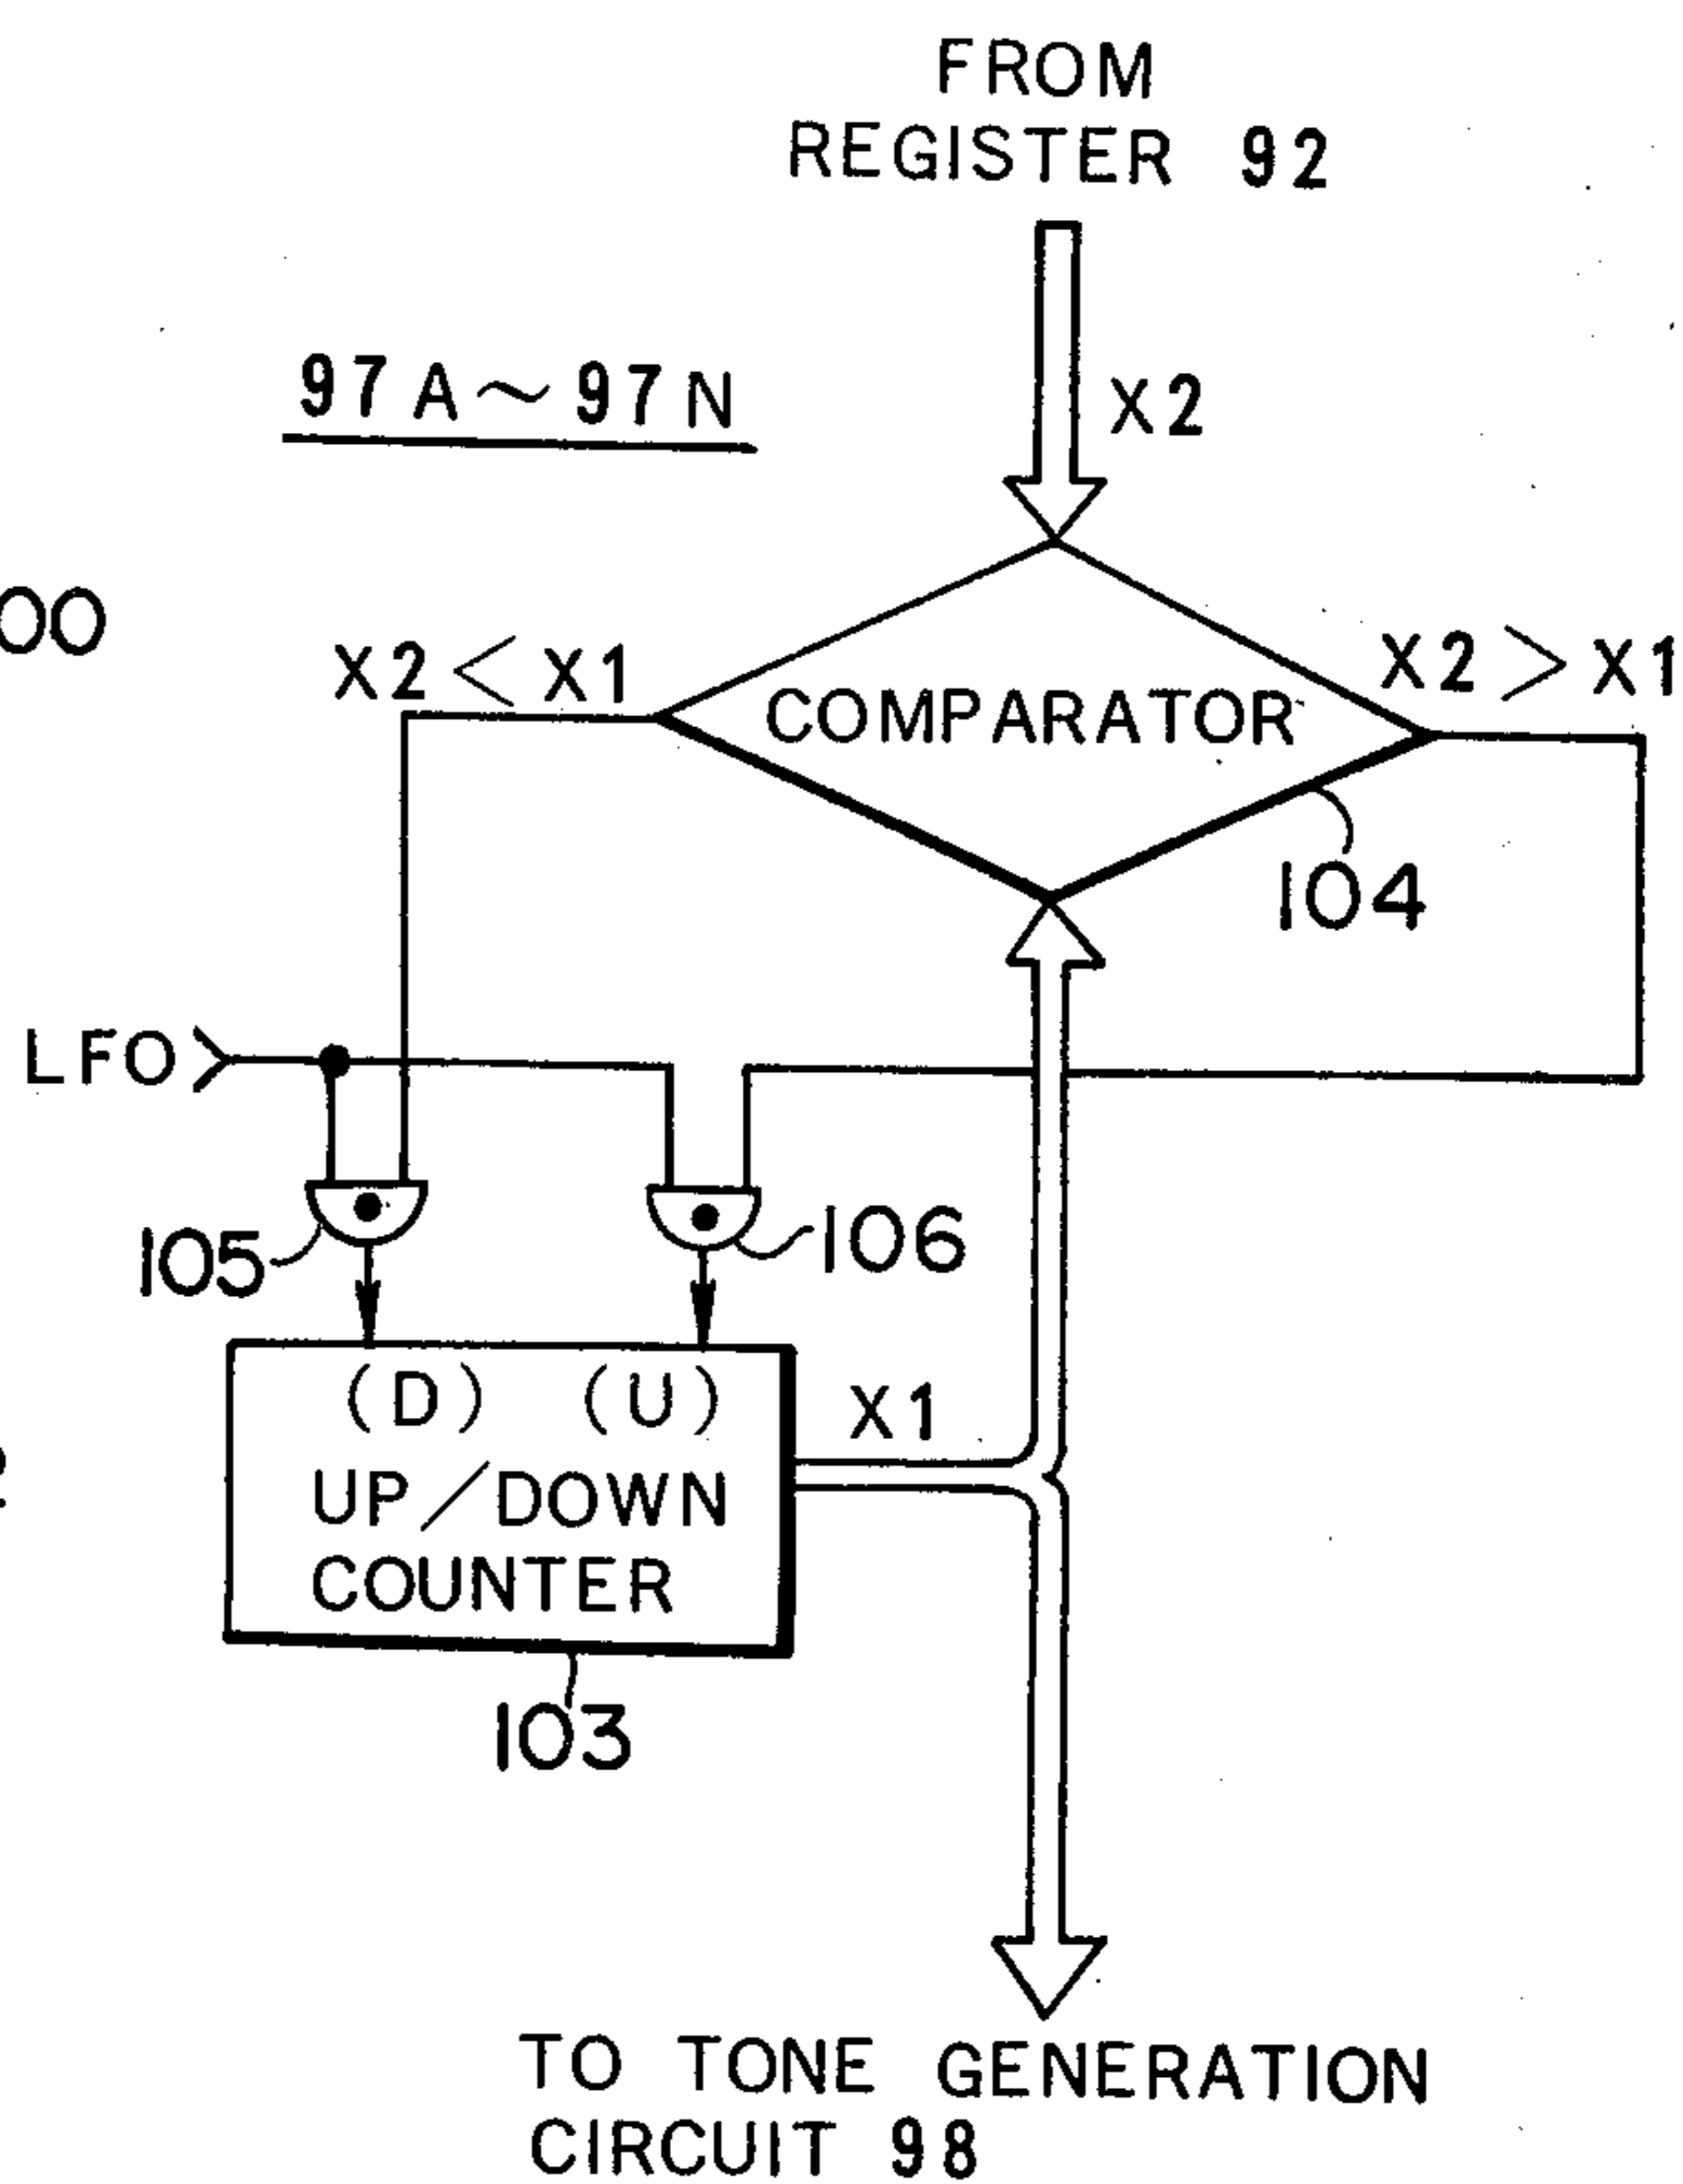 FROM
REGISTER 92
97A～97N
X2
00
X2<X1
X2>X1
COMPARATOR
104
LFO
105
106
(D) (U)
X1
UP/DOWN
COUNTER
103
TO TONE GENERATION
CIRCUIT 98